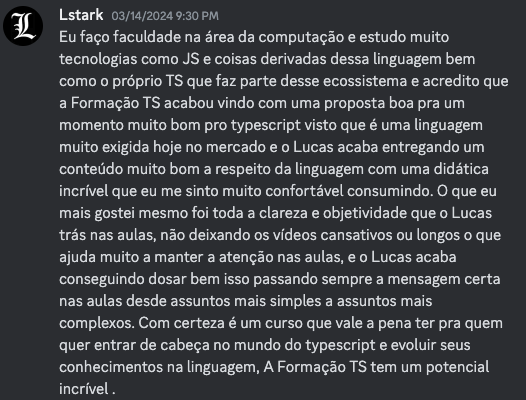 Lstark 03/14/2024 9:30 PM
Eu faço faculdade na área da computação e estudo muito
tecnologias como JS e coisas derivadas dessa linguagem bem
como o próprio TS que faz parte desse ecossistema e acredito que
a Formação TS acabou vindo com uma proposta boa pra um
momento muito bom pro typescript visto que é uma linguagem
muito exigida hoje no mercado e o Lucas acaba entregando um
conteúdo muito bom a respeito da linguagem com uma didática
incrível que eu me sinto muito confortável consumindo. O que eu
mais gostei mesmo foi toda a clareza e objetividade que o Lucas
trás nas aulas, não deixando os vídeos cansativos ou longos o que
ajuda muito a manter a atenção nas aulas, e o Lucas acaba
conseguindo dosar bem isso passando sempre a mensagem certa
nas aulas desde assuntos mais simples a assuntos mais
complexos. Com certeza é um curso que vale a pena ter pra quem
quer entrar de cabeça no mundo do typescript e evoluir seus
conhecimentos na linguagem, A Formação TS tem um potencial
incrível .